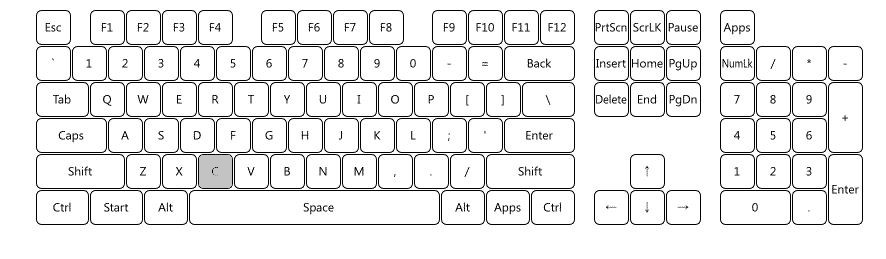 Esc F1 F2 F3 F4 F5 F6 F7 F8 F9 F10 F11 F12 PrtScn ScrLK Pause Apps
` 1 2 3 4 5 6 7 8 9 0 - = Back Insert Home PgUp NumLk / * -
Tab Q W E R T Y U I O P [ ] \ Delete End PgDn 7 8 9 +
Caps A S D F G H J K L ; ' Enter 4 5 6
Shift Z X C V B N M , . / Shift ↑ 1 2 3 Enter
Ctrl Start Alt Space Alt Apps Ctrl ← ↓ → 0 .